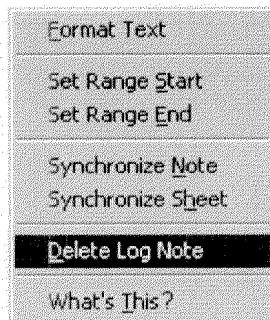 Format Text
Set Range Start
Set Range End
Synchronize Note
Synchronize Sheet
Delete Log Note
What's This?